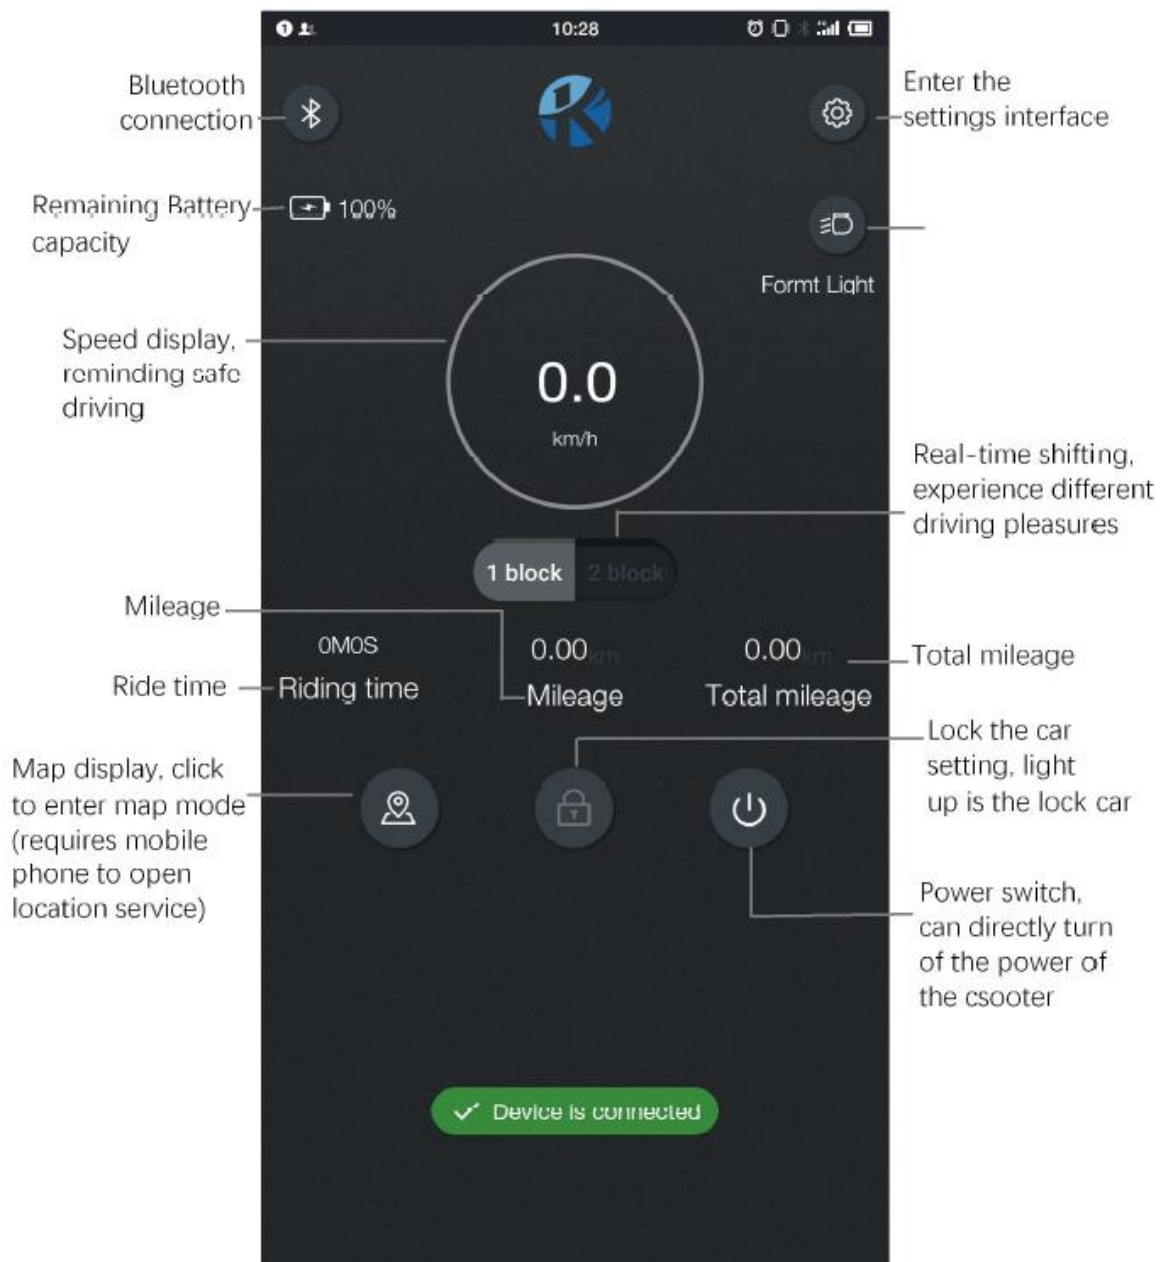 10:28
Bluetooth
connection
Enter the
settings interface
Remaining Battery
capacity
100%
Formt Light
Speed display,
reminding safe
driving
0.0
km/h
Real-time shifting,
experience different
driving pleasures
1 block
2 block
Mileage
0M0S
0.00km
0.00km
Total mileage
Ride time
Riding time
Mileage
Total mileage
Map display, click
to enter map mode
(requires mobile
phone to open
location service)
Lock the car
setting, light
up is the lock car
Power switch,
can directly turn
of the power of
the csooter
Device is connected